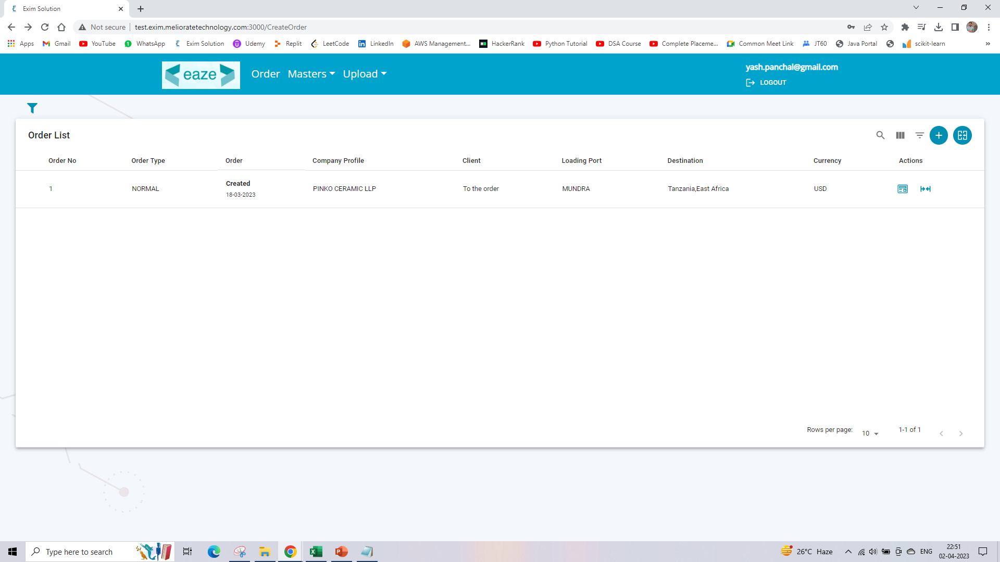 Exim Solution
Not secure test.exim.melioratetechnology.com:3000/CreateOrder
Apps Gmail YouTube WhatsApp Exim Solution Udemy Replit LeetCode LinkedIn AWS Management... HackerRank Python Tutorial DSA Course Complete Placeme... Common Meet Link JT60 Java Portal scikit-learn »
eaze Order Masters Upload
yash.panchal@gmail.com
LOGOUT
Order List
Order No Order Type Order Company Profile Client Loading Port Destination Currency Actions
1 NORMAL Created PINKO CERAMIC LLP To the order MUNDRA Tanzania,East Africa USD
18-03-2023
Rows per page: 10 1-1 of 1
Type here to search
26°C Haze ENG
22:51
02-04-2023